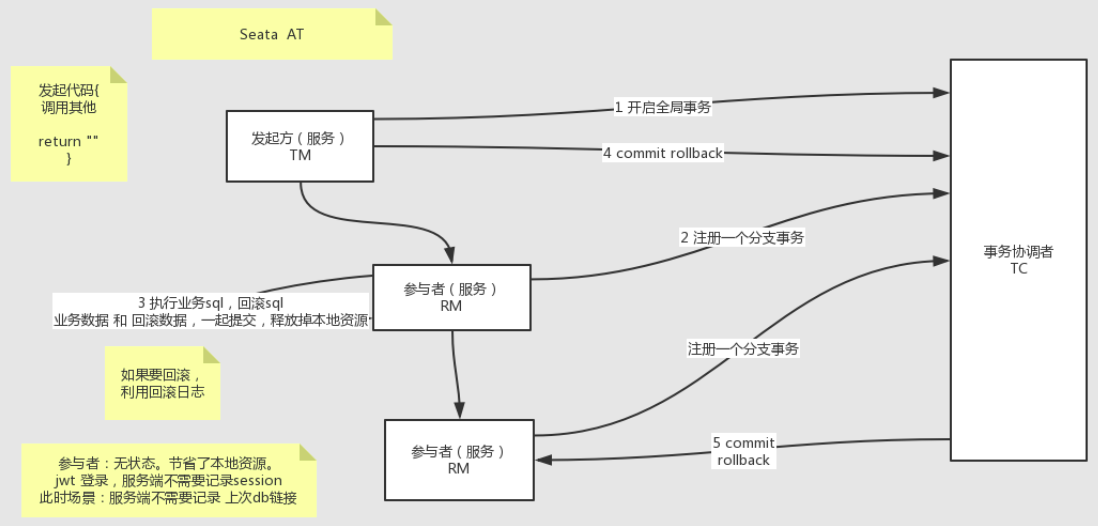 Seata AT
发起代码{
调用其他
return ""
}
发起方（服务）
TM
1 开启全局事务
4 commit rollback
2 注册一个分支事务
事务协调者
TC
参与者（服务）
RM
3 执行业务sql，回滚sql
业务数据 和 回滚数据，一起提交，释放掉本地资源
注册一个分支事务
如果要回滚，
利用回滚日志
参与者（服务）
RM
5 commit
rollback
参与者：无状态。节省了本地资源。
jwt 登录，服务端不需要记录session
此时场景：服务端不需要记录 上次db链接